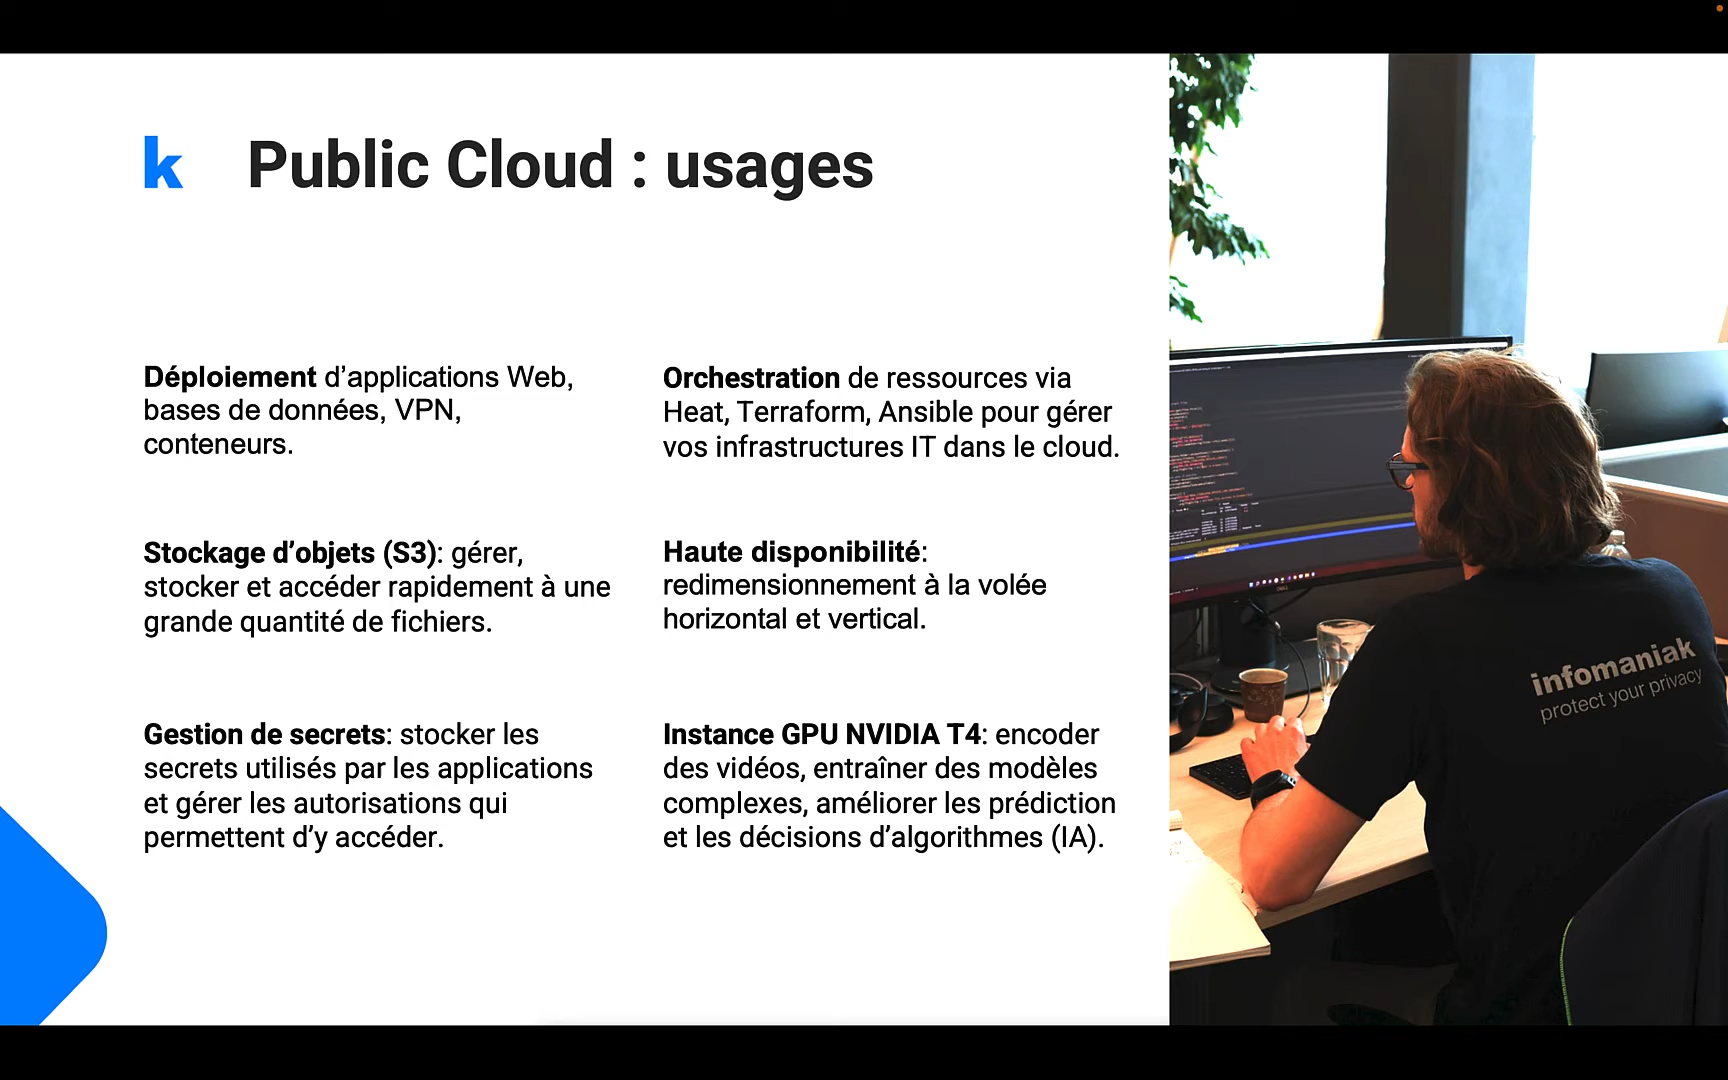 k
Public Cloud : usages
Déploiement d’applications Web,
bases de données, VPN,
conteneurs.
Orchestration de ressources via
Heat, Terraform, Ansible pour gérer
vos infrastructures IT dans le cloud.
Stockage d’objets (S3): gérer,
stocker et accéder rapidement à une
grande quantité de fichiers.
Haute disponibilité:
redimensionnement à la volée
horizontal et vertical.
Gestion de secrets: stocker les
secrets utilisés par les applications
et gérer les autorisations qui
permettent d’y accéder.
Instance GPU NVIDIA T4: encoder
des vidéos, entraîner des modèles
complexes, améliorer les prédiction
et les décisions d’algorithmes (IA).
infomaniak
protect your privacy